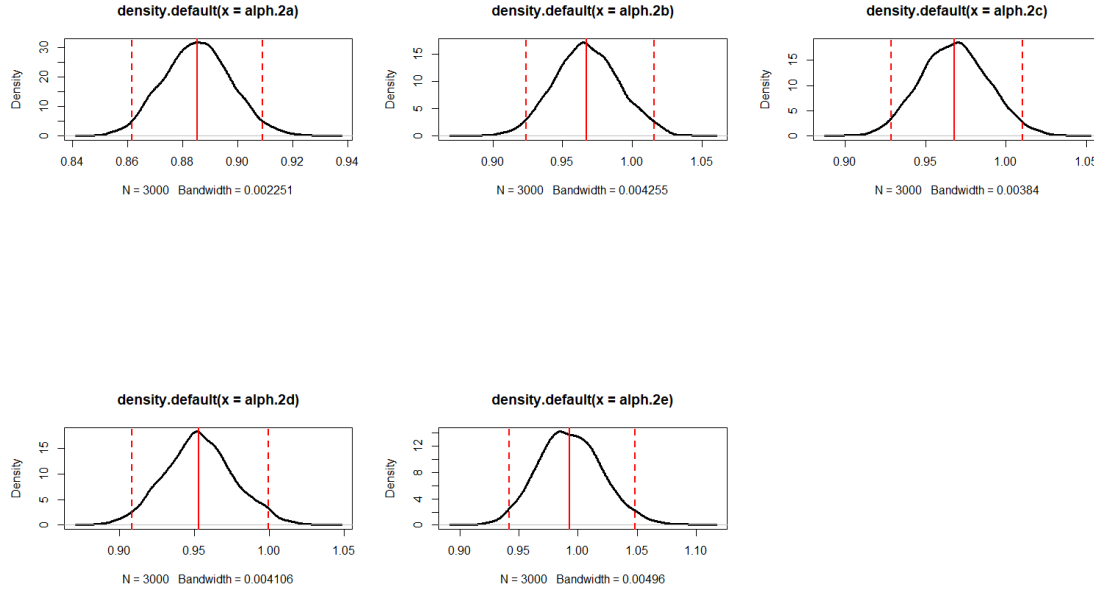 density.default(x = alph.2a)
Density
0 10 20 30
0.84 0.86 0.88 0.90 0.92 0.94
N = 3000 Bandwidth = 0.002251
density.default(x = alph.2b)
Density
0 5 10 15
0.90 0.95 1.00 1.05
N = 3000 Bandwidth = 0.004255
density.default(x = alph.2c)
Density
0 5 10 15
0.90 0.95 1.00 1.05
N = 3000 Bandwidth = 0.00384
density.default(x = alph.2d)
Density
0 5 10 15
0.90 0.95 1.00 1.05
N = 3000 Bandwidth = 0.004106
density.default(x = alph.2e)
Density
0 4 8 12
0.90 0.95 1.00 1.05 1.10
N = 3000 Bandwidth = 0.00496